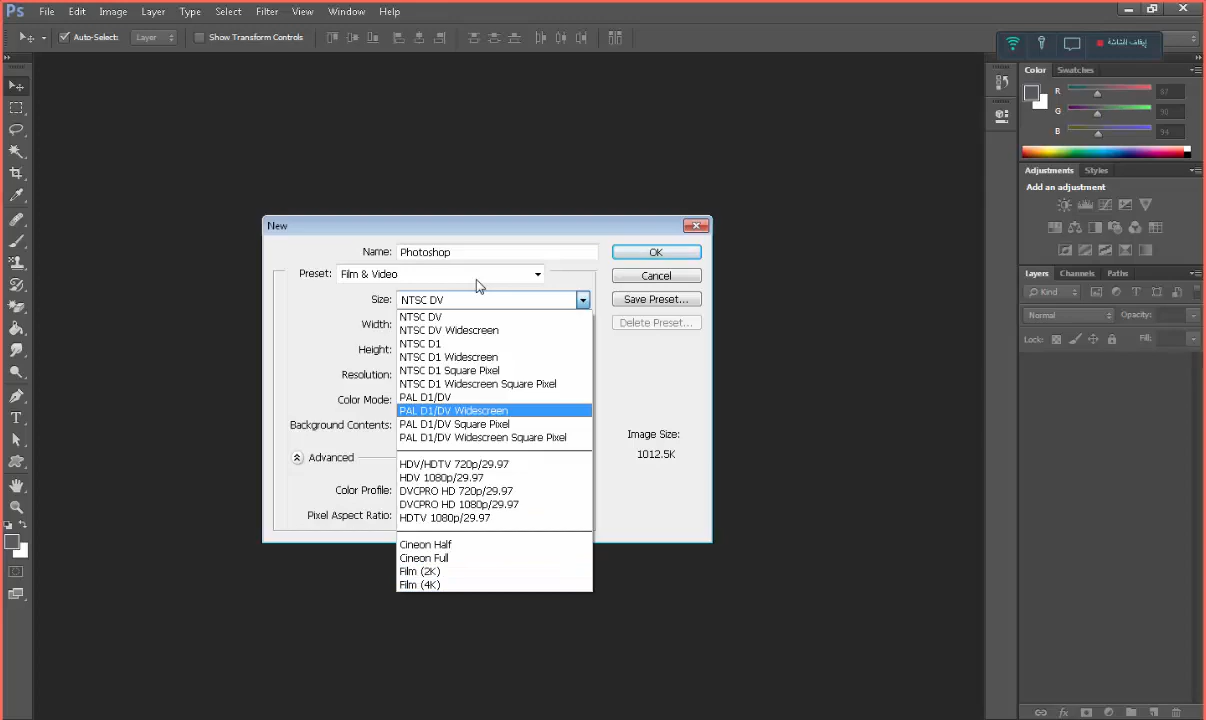 Ps File Edit Image Layer Type Select Filter View Window Help
Auto-Select: Layer Show Transform Controls
إيقاف الشاشة
Color Swatches
R 87
G 90
B 94
Adjustments Styles
Add an adjustment
New
Name: Photoshop OK
Preset: Film & Video Cancel
Size: NTSC DV Save Preset...
Delete Preset...
Width:
Height:
Resolution:
Color Mode:
Background Contents:
Advanced
Color Profile:
Pixel Aspect Ratio:
NTSC DV
NTSC DV Widescreen
NTSC D1
NTSC D1 Widescreen
NTSC D1 Square Pixel
NTSC D1 Widescreen Square Pixel
PAL D1/DV
PAL D1/DV Widescreen
PAL D1/DV Square Pixel
PAL D1/DV Widescreen Square Pixel
HDV/HDTV 720p/29.97
HDV 1080p/29.97
DVCPRO HD 720p/29.97
DVCPRO HD 1080p/29.97
HDTV 1080p/29.97
Cineon Half
Cineon Full
Film (2K)
Film (4K)
Image Size:
1012.5K
Layers Channels Paths
Kind
Normal Opacity:
Lock: Fill:
fx